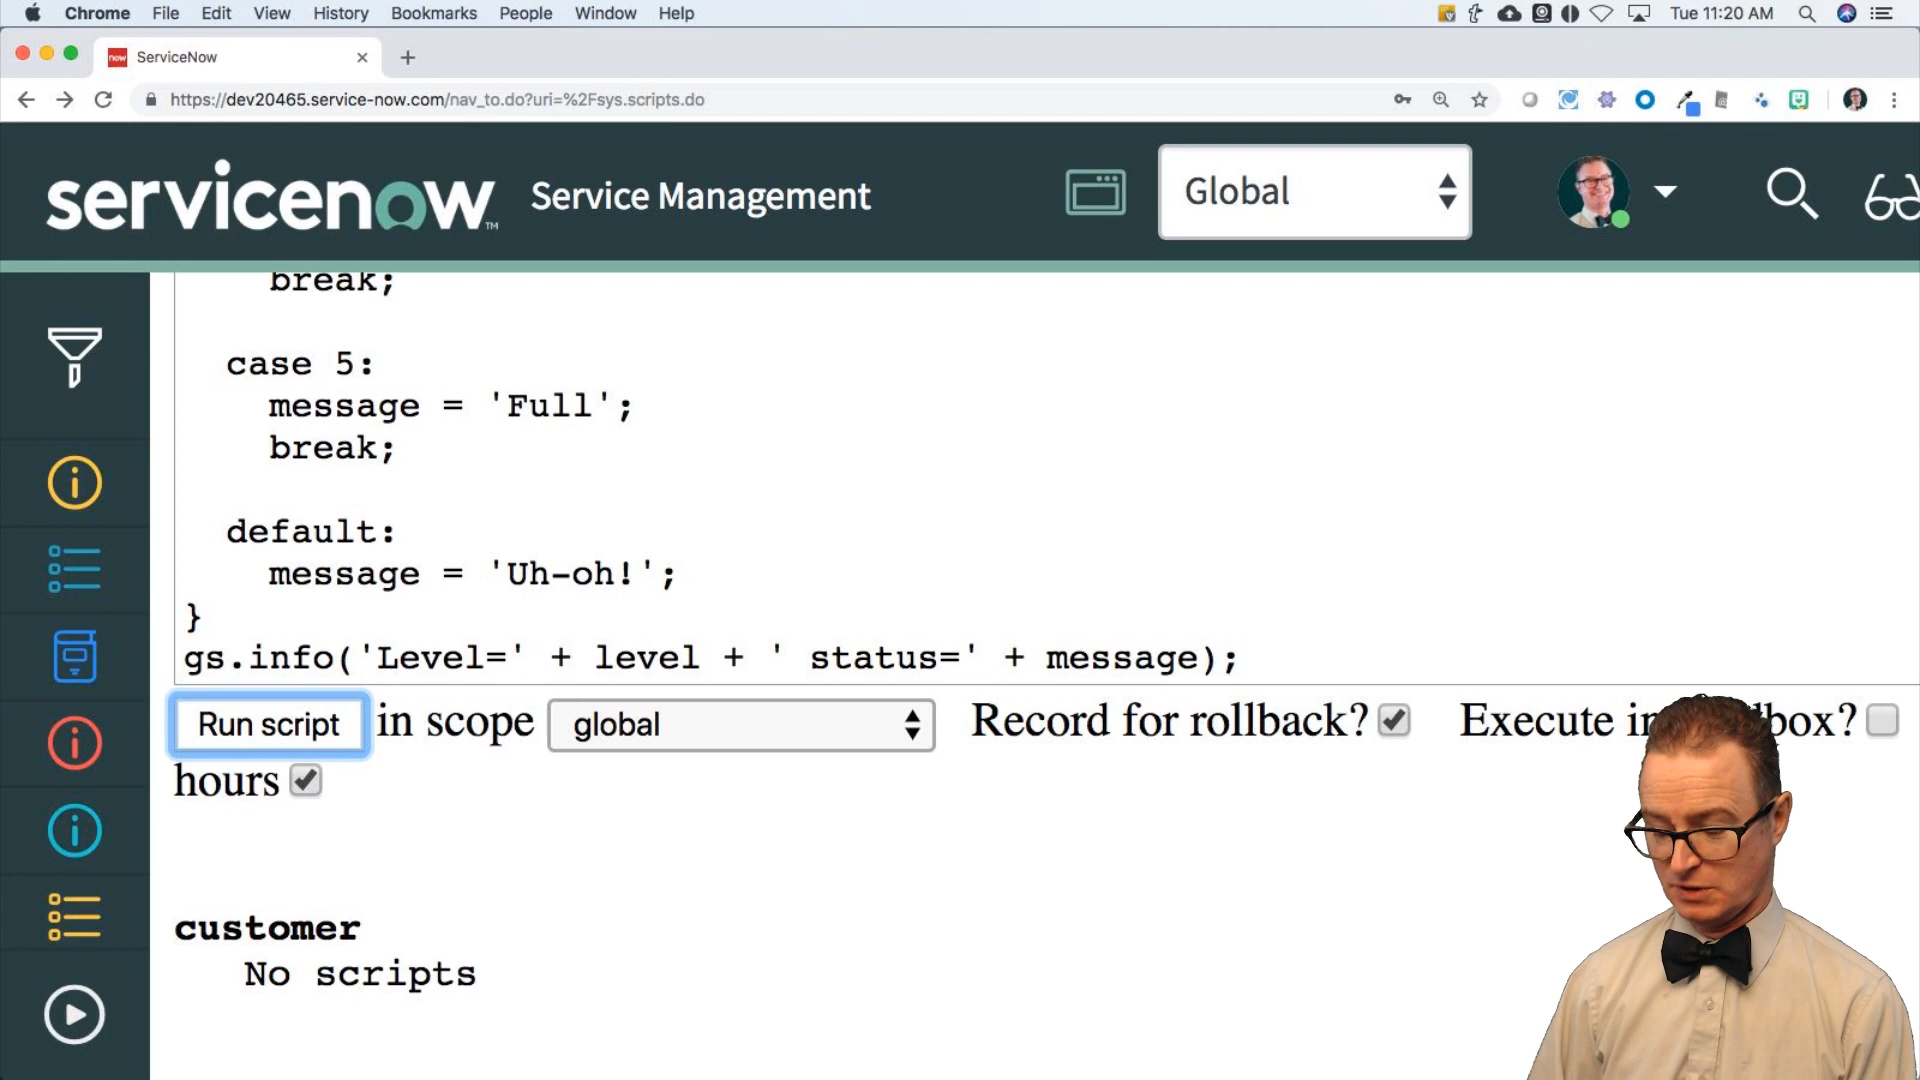 Chrome File Edit View History Bookmarks People Window Help Tue 11:20 AM
now ServiceNow
https://dev20465.service-now.com/nav_to.do?uri=%2Fsys.scripts.do
servicenow™ Service Management Global
break;
case 5:
message = 'Full';
break;
default:
message = 'Uh-oh!';
}
gs.info('Level=' + level + ' status=' + message);
Run script in scope global Record for rollback? Execute in box?
hours
customer
No scripts